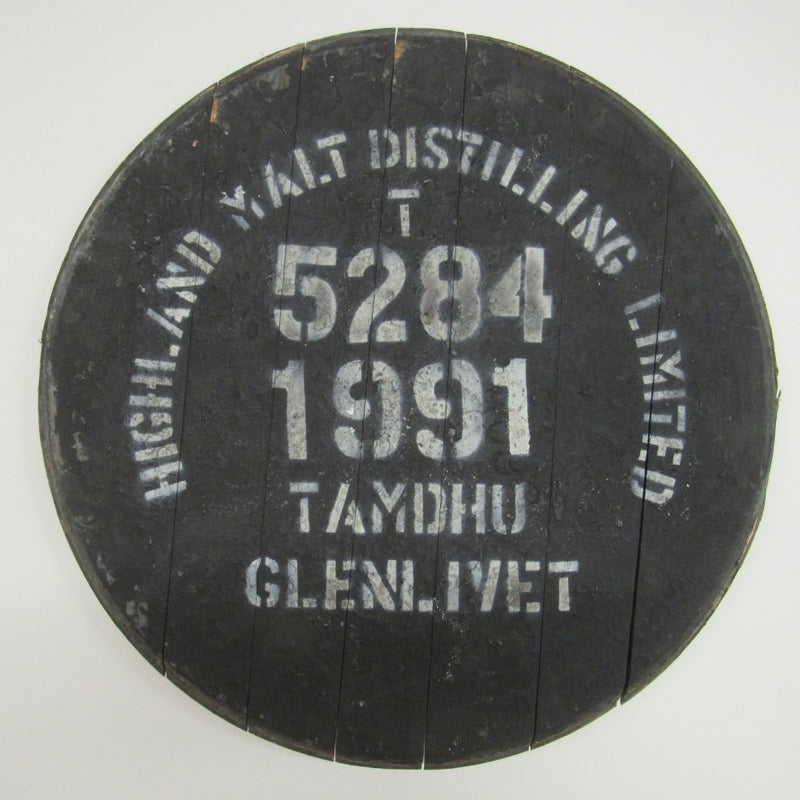 HIGHLAND MALT DISTILLING LIMITED
T
5284
1991
TAMDHU
GLENLIVET